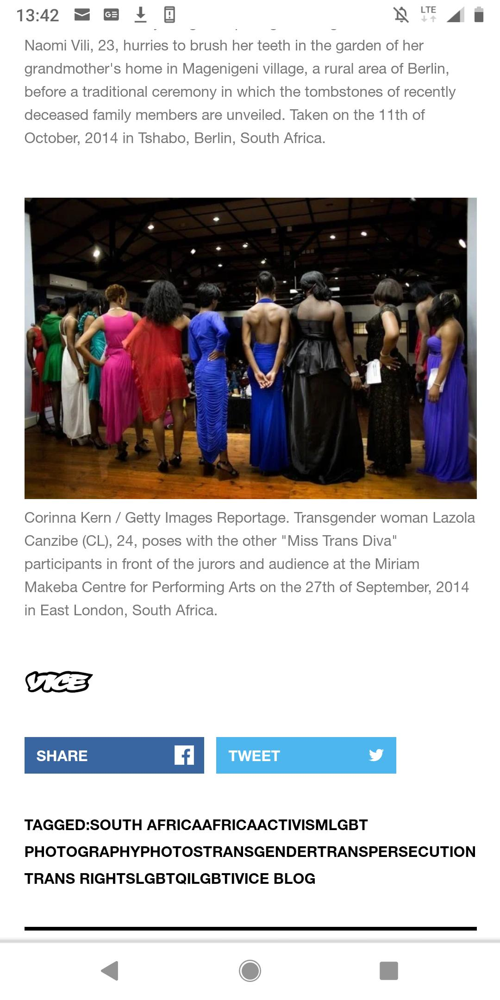 13:42
GE
LTE
Naomi Vili, 23, hurries to brush her teeth in the garden of her
grandmother's home in Magenigeni village, a rural area of Berlin,
before a traditional ceremony in which the tombstones of recently
deceased family members are unveiled. Taken on the 11th of
October, 2014 in Tshabo, Berlin, South Africa.
Corinna Kern / Getty Images Reportage. Transgender woman Lazola
Canzibe (CL), 24, poses with the other "Miss Trans Diva"
participants in front of the jurors and audience at the Miriam
Makeba Centre for Performing Arts on the 27th of September, 2014
in East London, South Africa.
VICE
SHARE f TWEET
TAGGED:SOUTH AFRICAAFRICAACTIVISMLGBT
PHOTOGRAPHYPHOTOSTRANSGENDERTRANSPERSECUTION
TRANS RIGHTSLGBTQILGBTIVICE BLOG